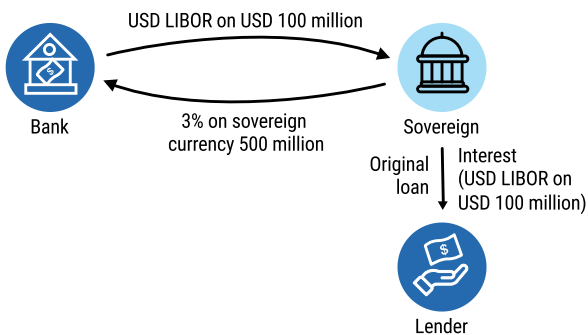 USD LIBOR on USD 100 million
$
Bank
3% on sovereign
currency 500 million
Sovereign
Original
loan
Interest
(USD LIBOR on
USD 100 million)
$
Lender